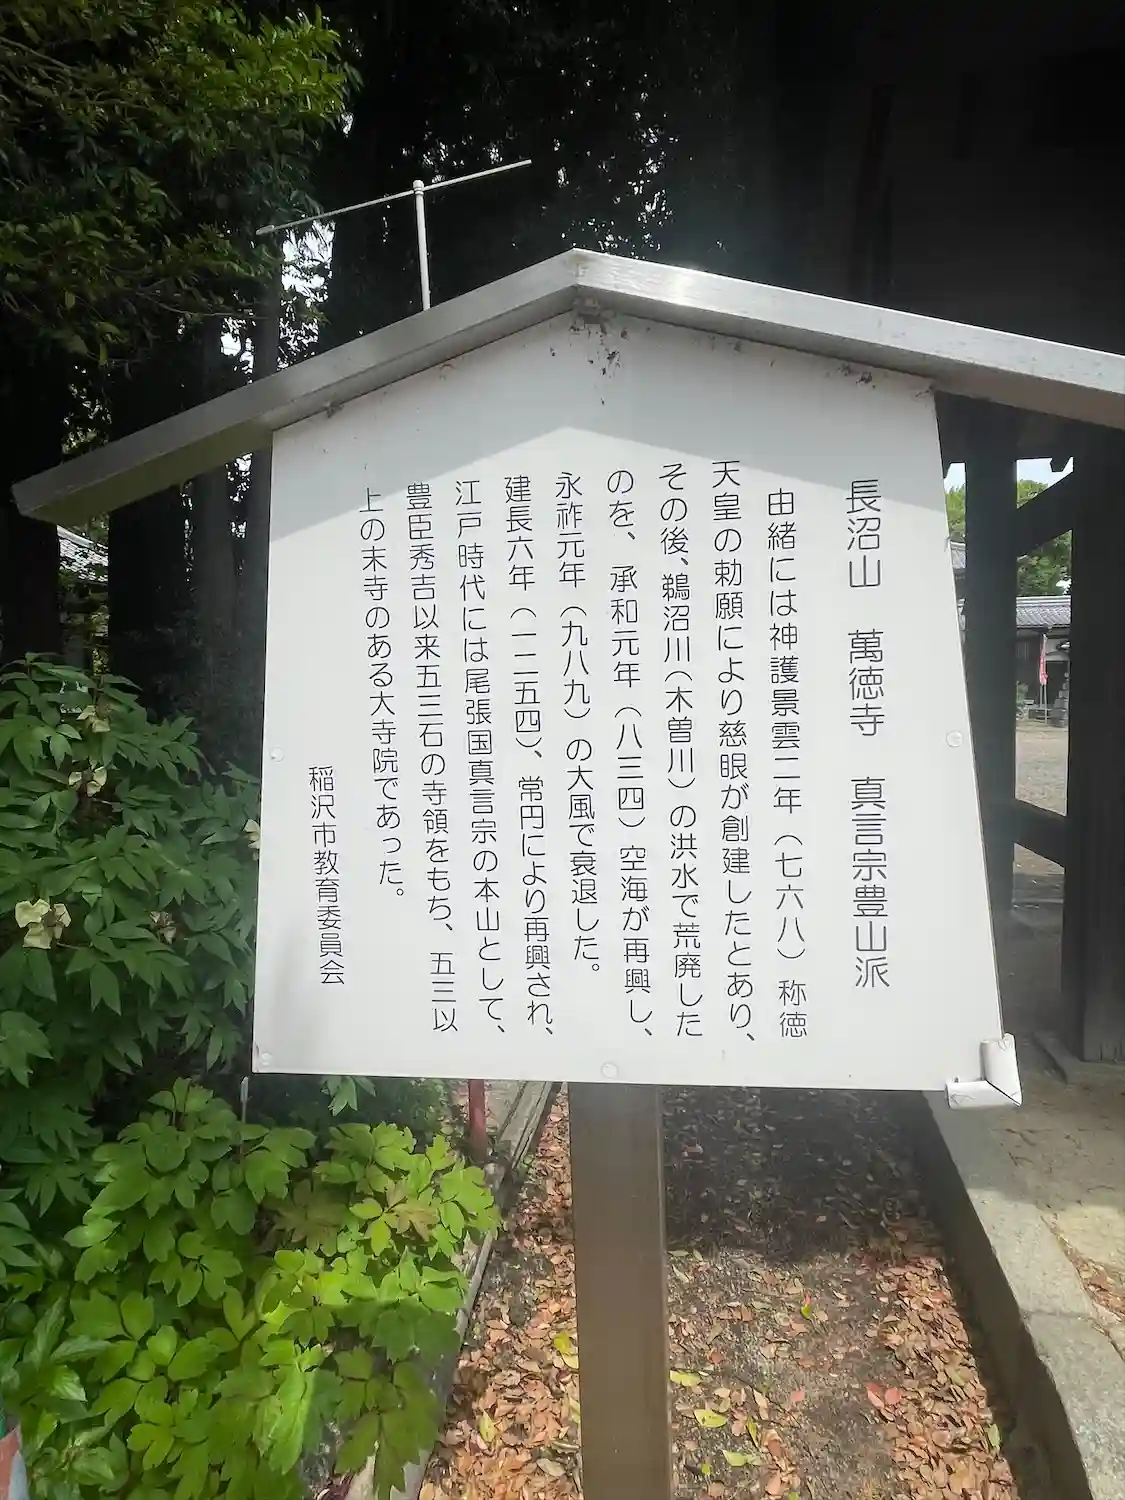 長沼山　萬徳寺　真言宗豊山派
由緒には神護景雲二年（七六八）称徳
天皇の勅願により慈眼が創建したとあり、
その後、鵜沼川（木曽川）の洪水で荒廃した
のを、承和元年（八三四）空海が再興し、
永祚元年（九八九）の大風で衰退した。
建長六年（一二五四）、常円により再興され、
江戸時代には尾張国真言宗の本山として、
豊臣秀吉以来五三石の寺領をもち、五三以
上の末寺のある大寺院であった。
稲沢市教育委員会